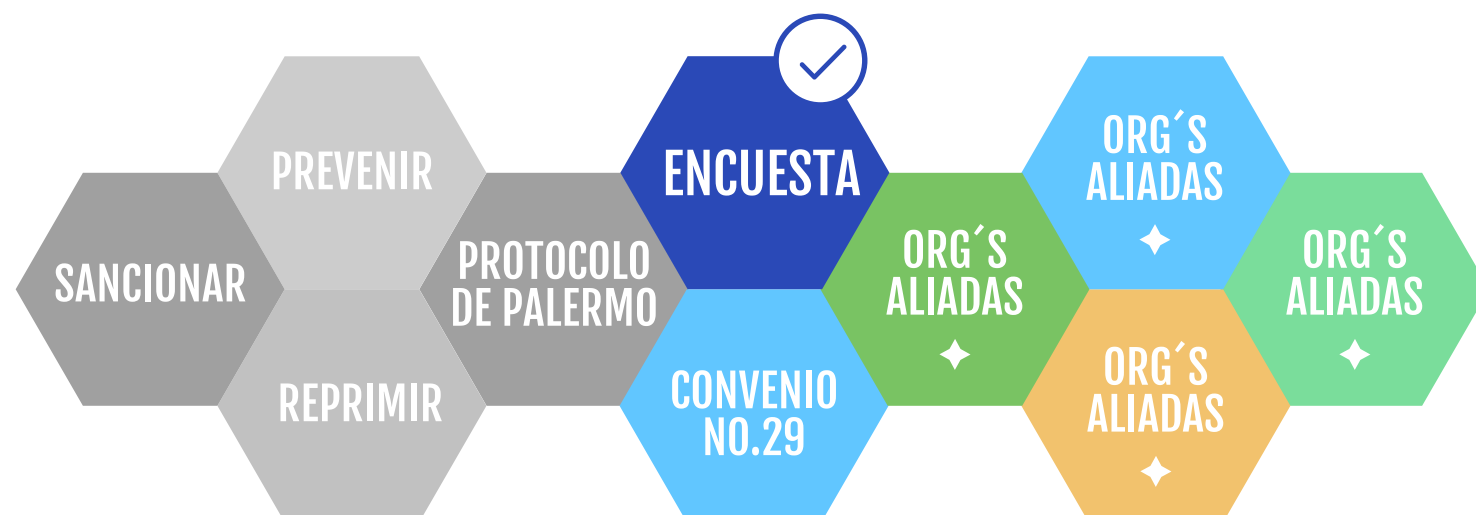 SANCIONAR
PREVENIR
REPRIMIR
PROTOCOLO
DE PALERMO
ENCUESTA
CONVENIO
NO.29
ORG´S
ALIADAS
ORG´S
ALIADAS
ORG´S
ALIADAS
ORG´S
ALIADAS